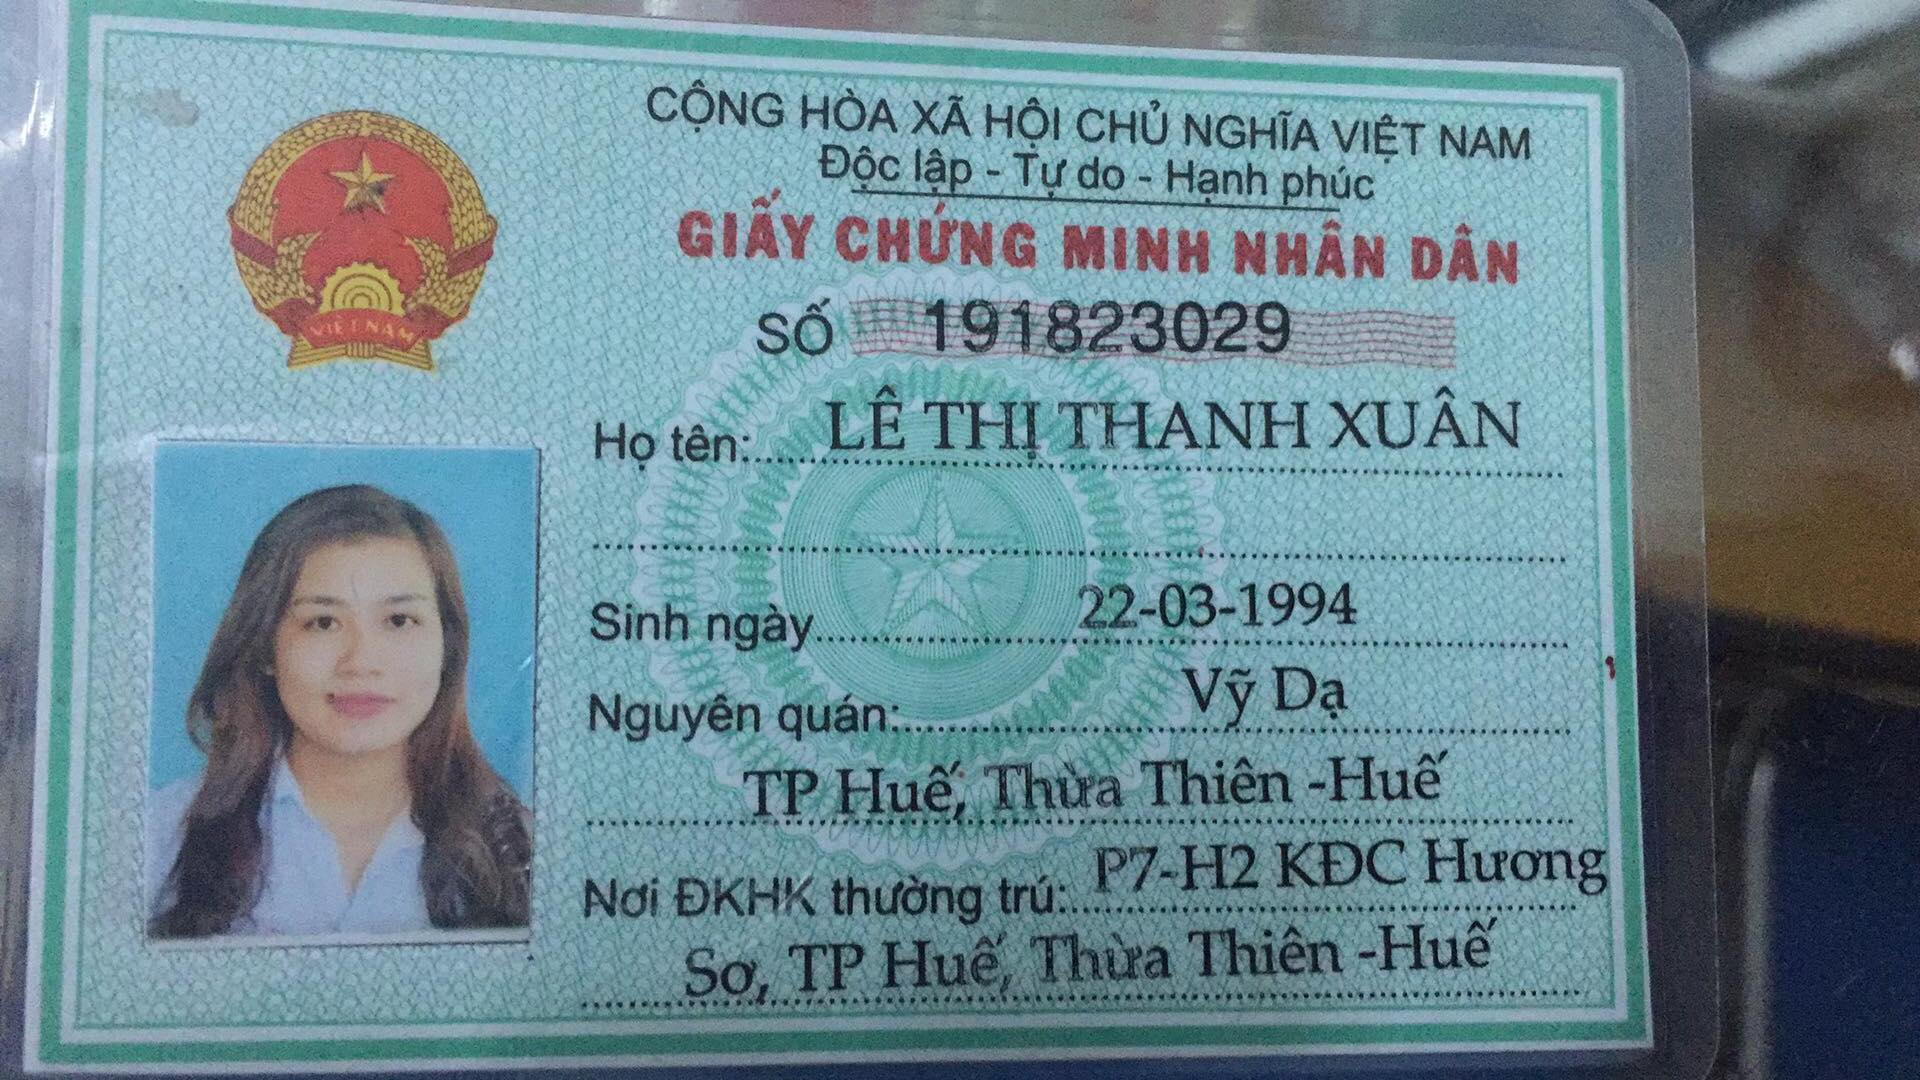 CỘNG HÒA XÃ HỘI CHỦ NGHĨA VIỆT NAM
Độc lập - Tự do - Hạnh phúc
GIẤY CHỨNG MINH NHÂN DÂN
SỐ 191823029
VIET NAM
Họ tên: LÊ THỊ THANH XUÂN
Sinh ngày 22-03-1994
Nguyên quán: Vỹ Dạ
TP Huế, Thừa Thiên -Huế
Nơi ĐKHK thường trú: P7-H2 KĐC Hương
Sơ, TP Huế, Thừa Thiên -Huế